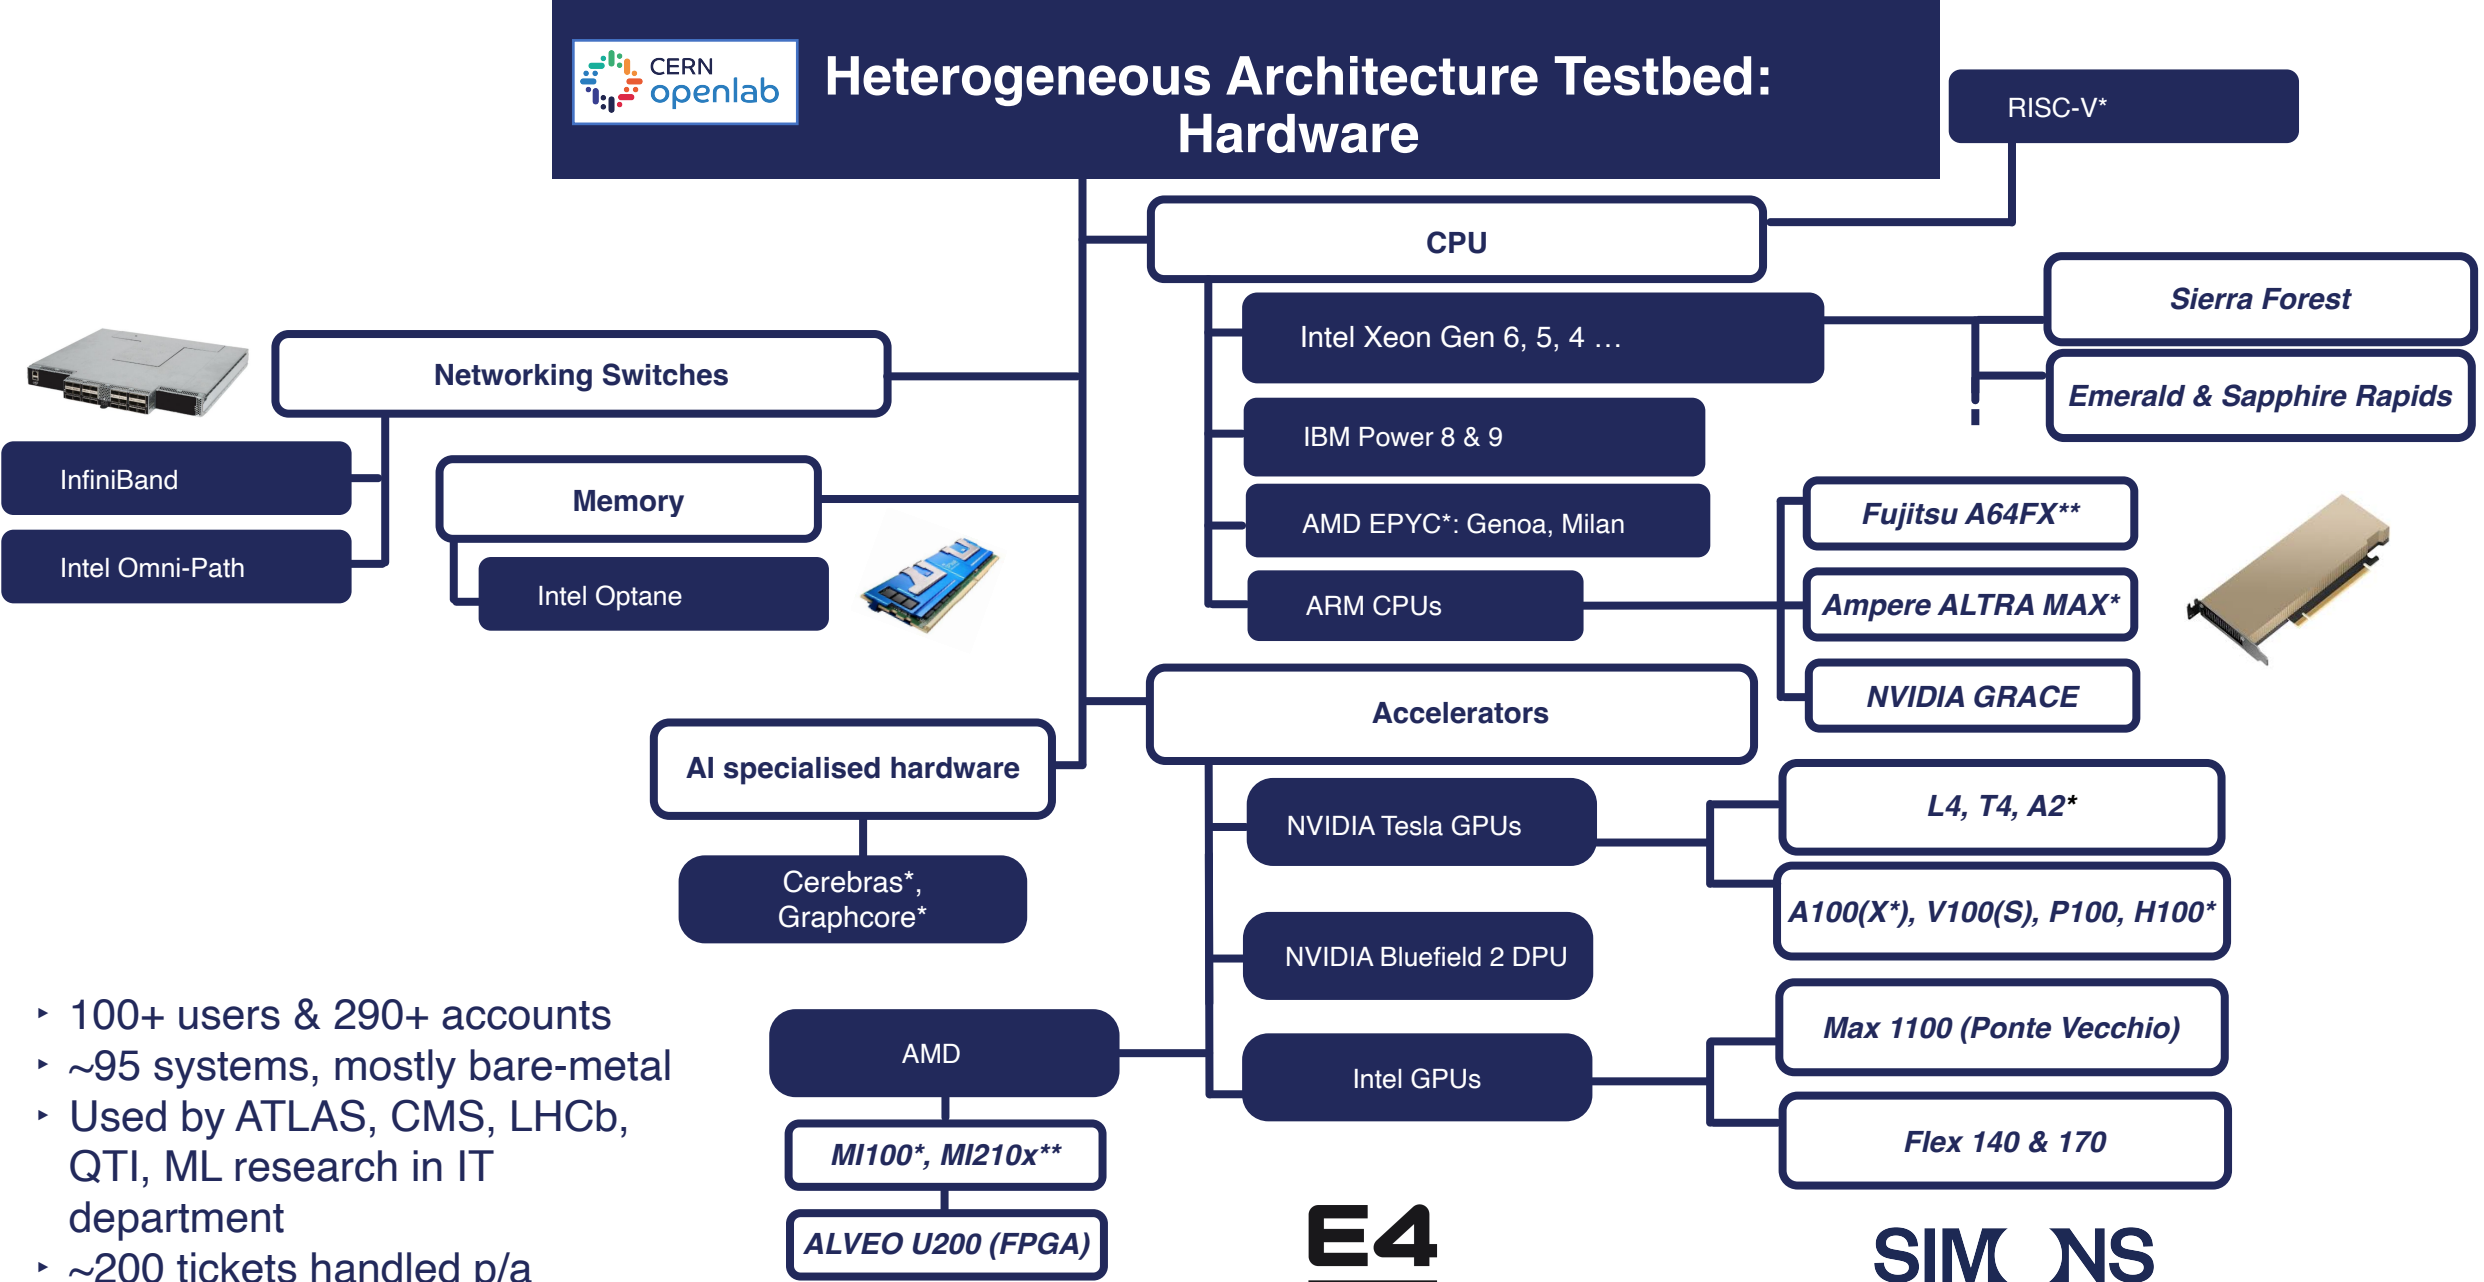 CERN
openlab
Heterogeneous Architecture Testbed:
Hardware
RISC-V*
CPU
Sierra Forest
Intel Xeon Gen 6, 5, 4 …
Emerald & Sapphire Rapids
Networking Switches
IBM Power 8 & 9
InfiniBand
Memory
AMD EPYC*: Genoa, Milan
Fujitsu A64FX**
Intel Omni-Path
Intel Optane
ARM CPUs
Ampere ALTRA MAX*
NVIDIA GRACE
Accelerators
AI specialised hardware
L4, T4, A2*
NVIDIA Tesla GPUs
Cerebras*,
Graphcore*
A100(X*), V100(S), P100, H100*
NVIDIA Bluefield 2 DPU
Max 1100 (Ponte Vecchio)
AMD
Intel GPUs
MI100*, MI210x**
Flex 140 & 170
ALVEO U200 (FPGA)
‣ 100+ users & 290+ accounts
‣ ~95 systems, mostly bare-metal
‣ Used by ATLAS, CMS, LHCb,
QTI, ML research in IT
department
‣ ~200 tickets handled p/a
E4
SIMONS